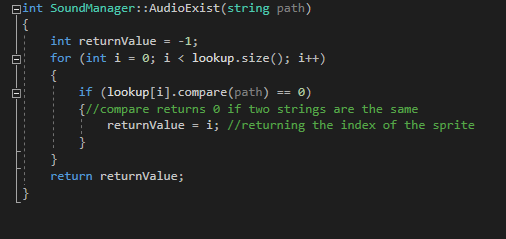 int SoundManager::AudioExist(string path)
{
    int returnValue = -1;
    for (int i = 0; i < lookup.size(); i++)
    {
        if (lookup[i].compare(path) == 0)
        {//compare returns 0 if two strings are the same
            returnValue = i; //returning the index of the sprite
        }
    }
    return returnValue;
}